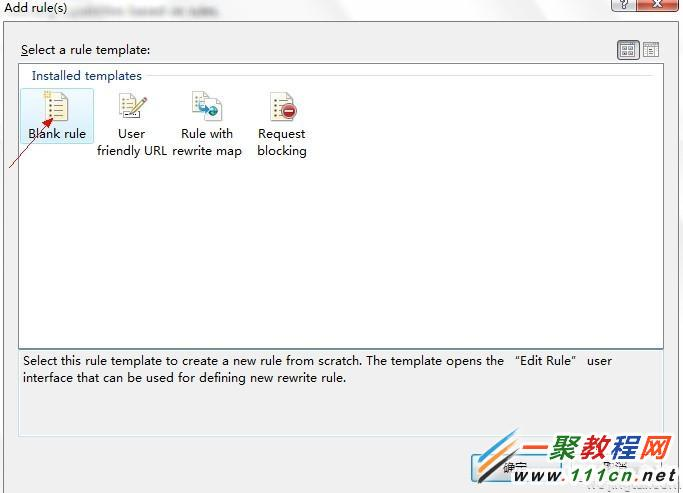 Add rule(s)
Select a rule template:
Installed templates
Blank rule
User
friendly URL
Rule with
rewrite map
Request
blocking
Select this rule template to create a new rule from scratch. The template opens the “Edit Rule” user
interface that can be used for defining new rewrite rule.
一聚教程网
确定
www.111cn.net